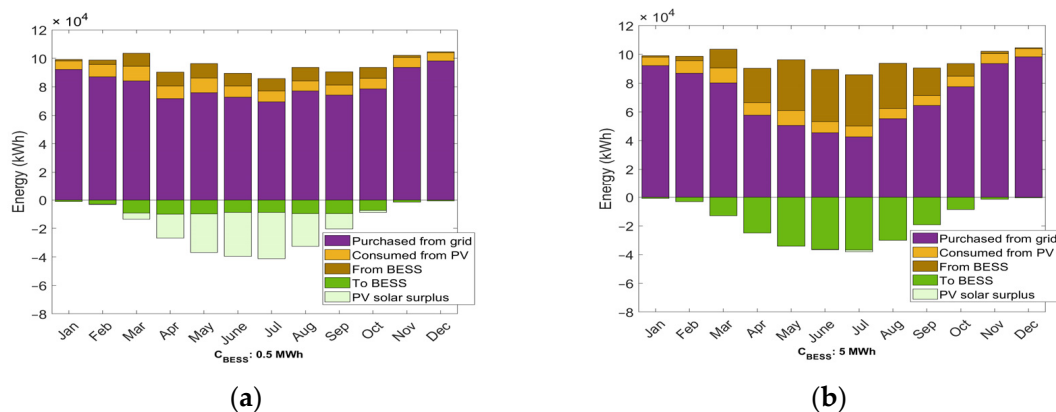 × 10⁴
12
10
8
6
4
2
0
−2
−4
−6
−8
Energy (kWh)
Purchased from grid
Consumed from PV
From BESS
To BESS
PV solar surplus
Jan Feb Mar Apr May June Jul Aug Sep Oct Nov Dec
C_BESS: 0.5 MWh
(a)
× 10⁴
12
10
8
6
4
2
0
−2
−4
−6
−8
Energy (kWh)
Purchased from grid
Consumed from PV
From BESS
To BESS
PV solar surplus
Jan Feb Mar Apr May June Jul Aug Sep Oct Nov Dec
C_BESS: 5 MWh
(b)